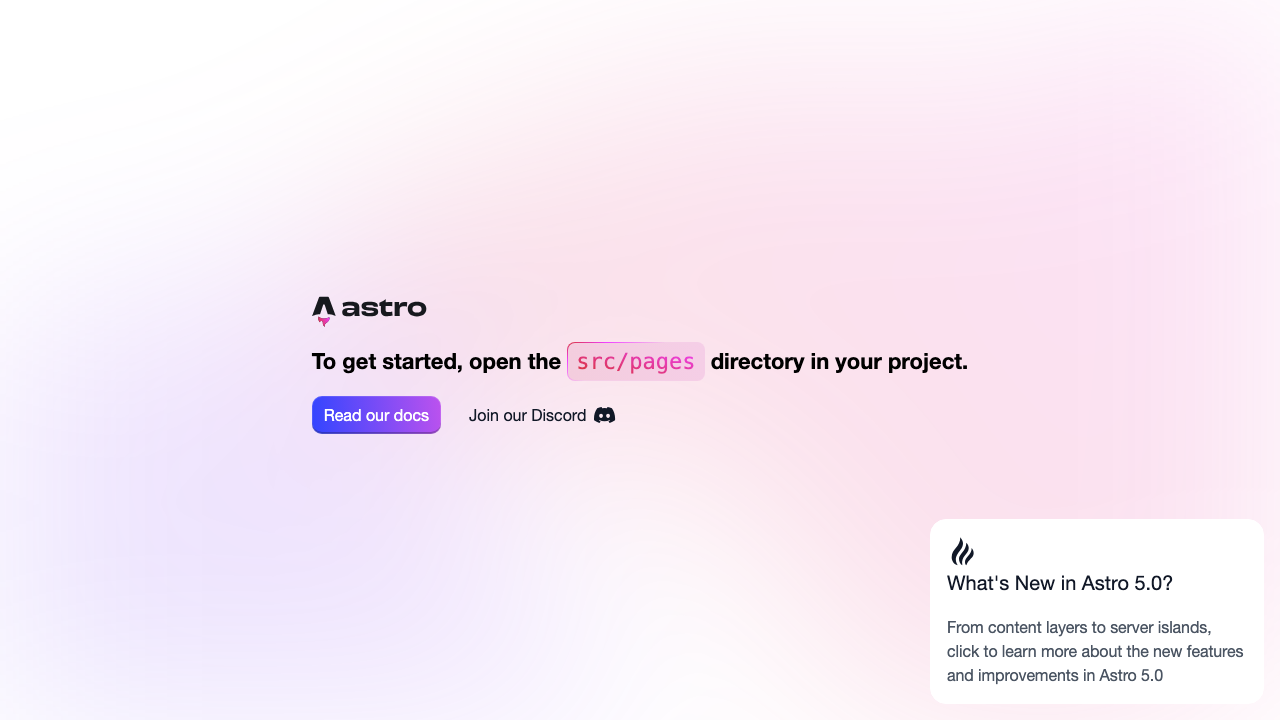 astro
To get started, open the src/pages directory in your project.
Read our docs
Join our Discord
What's New in Astro 5.0?
From content layers to server islands,
click to learn more about the new features
and improvements in Astro 5.0